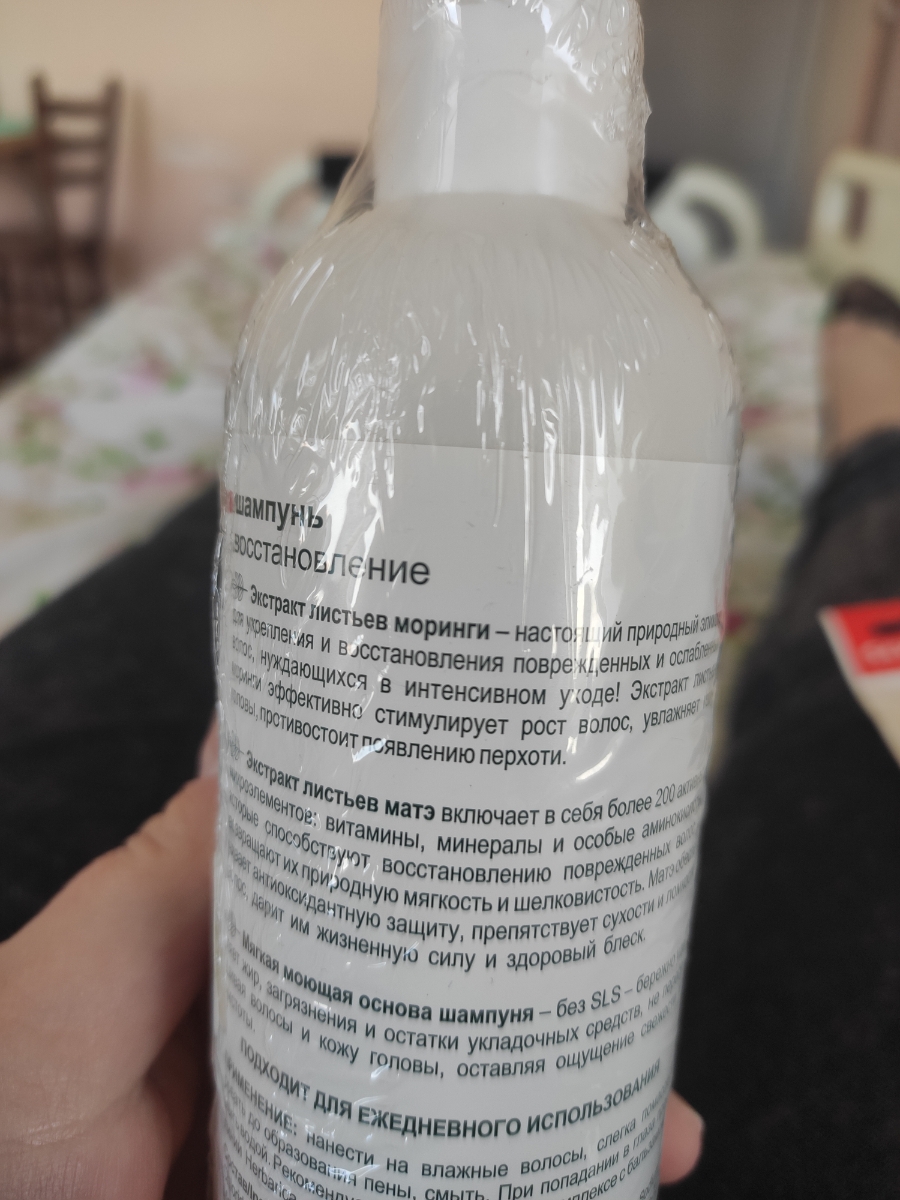 шампунь
восстановление
Экстракт листьев моринги – настоящий природный
для укрепления и восстановления поврежденных и ослабленных
волос, нуждающихся в интенсивном уходе! Экстракт
моринги эффективно стимулирует рост волос, увлажняет
головы, противостоит появлению перхоти.
Экстракт листьев матэ включает в себя более 200
микроэлементов: витамины, минералы и особые
которые способствуют восстановлению поврежденных
возвращают их природную мягкость и шелковистость.
антиоксидантную защиту, препятствует сухости и
дарит им жизненную силу и здоровый блеск.
Мягкая моющая основа шампуня – без SLS –
жир, загрязнения и остатки укладочных средств, не
волосы и кожу головы, оставляя ощущение
ПОДХОДИТ ДЛЯ ЕЖЕДНЕВНОГО ИСПОЛЬЗОВАНИЯ
ПРИМЕНЕНИЕ: нанести на влажные волосы, слегка
до образования пены, смыть. При попадании в глаза
водой.
Herbarica